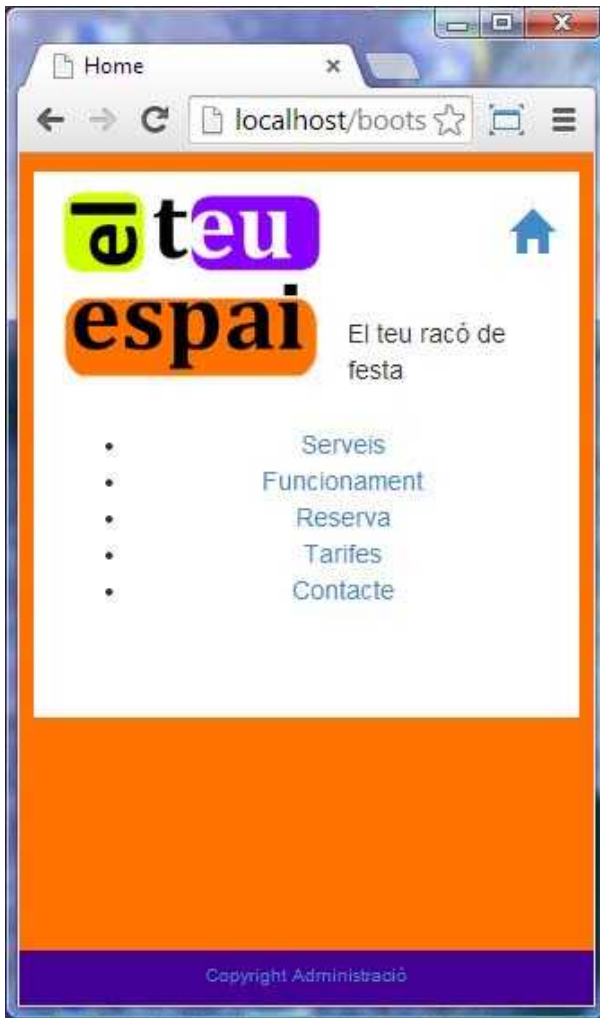 Home
localhost/boots
el teu
espai
El teu racó de
festa
Serveis
Funcionament
Reserva
Tarifes
Contacte
Copyright Administració